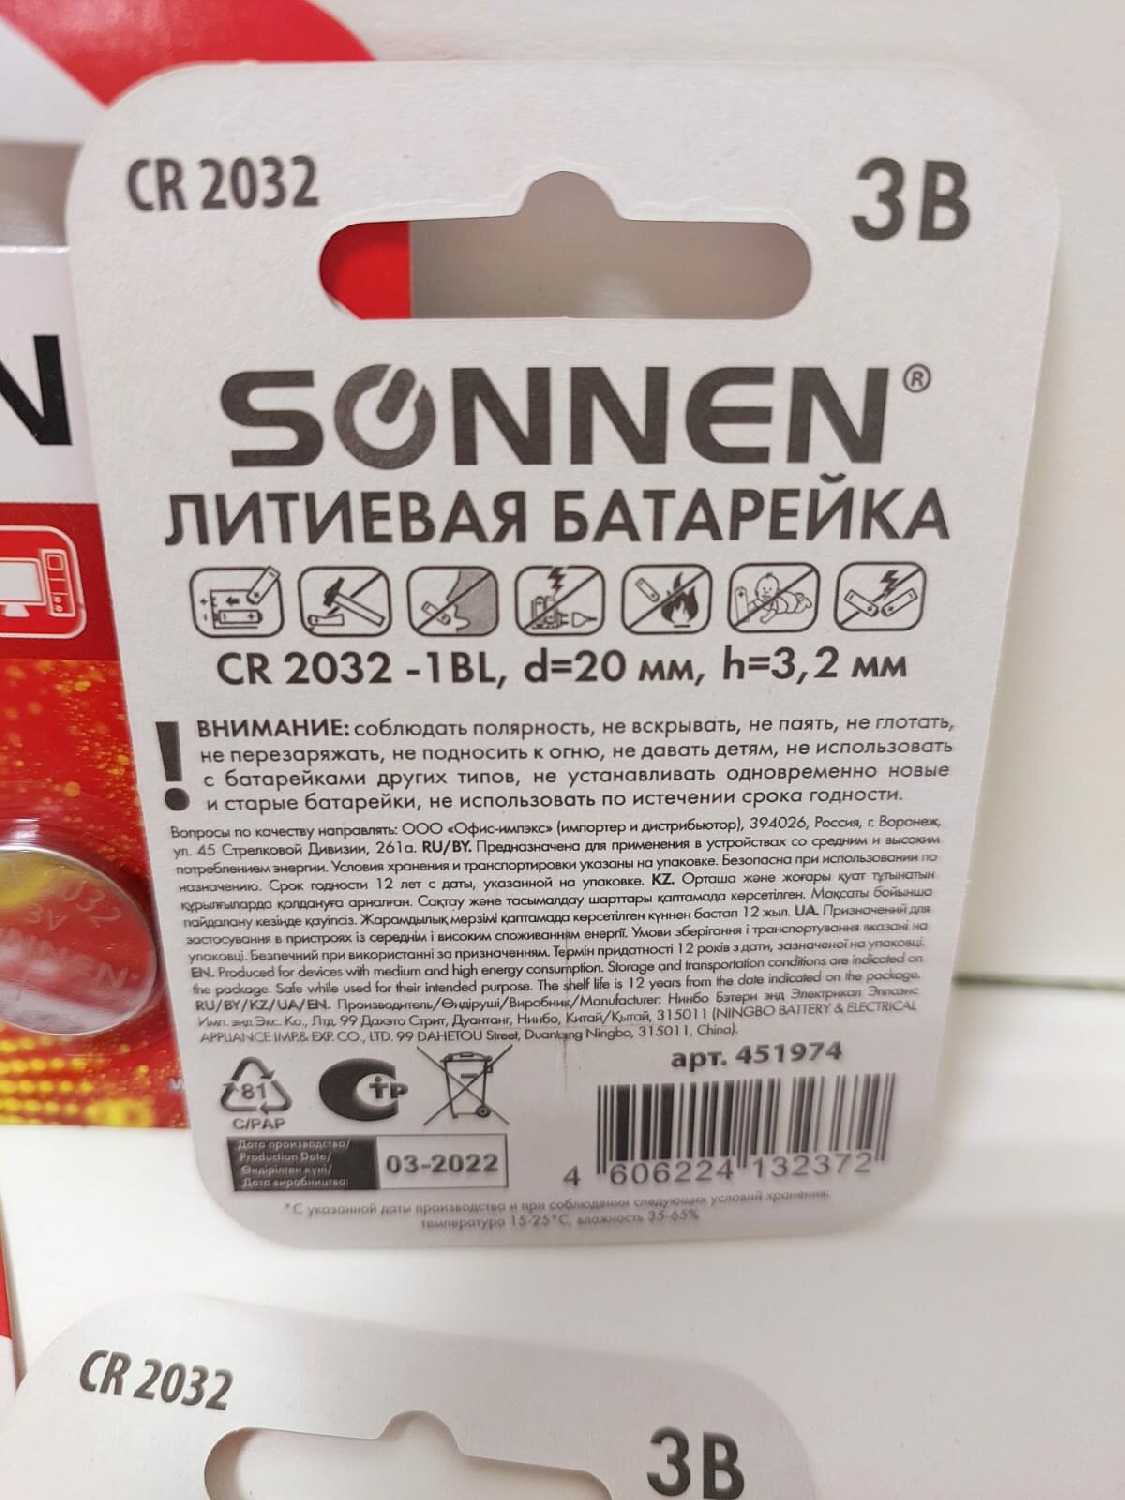 CR 2032
3В
SONNEN®
ЛИТИЕВАЯ БАТАРЕЙКА
CR 2032 -1BL, d=20 мм, h=3,2 мм
! ВНИМАНИЕ: соблюдать полярность, не вскрывать, не паять, не глотать,
не перезаряжать, не подносить к огню, не давать детям, не использовать
с батарейками других типов, не устанавливать одновременно новые
и старые батарейки, не использовать по истечении срока годности.
Вопросы по качеству направлять: ООО «Офис-импэкс» (импортер и дистрибьютор), 394026, Россия, г. Воронеж,
ул. 45 Стрелковой Дивизии, 261а. RU/BY. Предназначена для применения в устройствах со средним и высоким
потреблением энергии. Условия хранения и транспортировки указаны на упаковке. Безопасна при использовании по
назначению. Срок годности 12 лет с даты, указанной на упаковке. KZ. Орташа және жоғары қуат тұтынатын
құрылғыларда қолдануға арналған. Сақтау және тасымалдау шарттары қаптамада көрсетілген. Мақсаты бойынша
пайдалану кезінде қауіпсіз. Жарамдылық мерзімі қаптамада көрсетілген күннен бастап 12 жыл. UA. Призначений для
застосування в пристроях із середнім і високим споживанням енергії. Умови зберігання і транспортування вказані на
упаковці. Безпечний при використанні за призначенням. Термін придатності 12 років з дати, зазначеної на упаковці.
EN. Produced for devices with medium and high energy consumption. Storage and transportation conditions are indicated on
the package. Safe while used for their intended purpose. The shelf life is 12 years from the date indicated on the package.
RU/BY/KZ/UA/EN. Производитель/Өндіруші/Виробник/Manufacturer: Нинбо Бэтери энд Электрикал Эплаенс
Имп. энд Экс. Ко., Лтд. 99 Дахэто Стрит, Дуантанг, Нинбо, Китай/Қытай, 315011 (NINGBO BATTERY & ELECTRICAL
APPLIANCE IMP.& EXP. CO., LTD. 99 DAHETOU Street, Duantang Ningbo, 315011, China).
арт. 451974
81
C/PAP
СТР
Дата производства/
Production Date/
Өндірілген күні/
Дата виробництва:
03-2022
4 606224 132372
*С указанной даты производства и при соблюдении следующих условий хранения:
температура 15-25°С, влажность 35-65%
N
2032
3V
SONNEN
CR 2032
3В